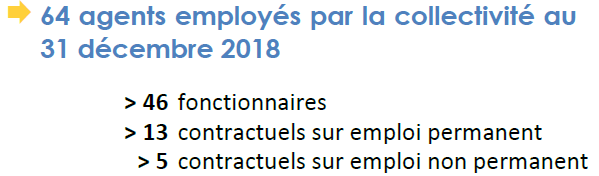 64 agents employés par la collectivité au
31 décembre 2018
> 46 fonctionnaires
> 13 contractuels sur emploi permanent
> 5 contractuels sur emploi non permanent